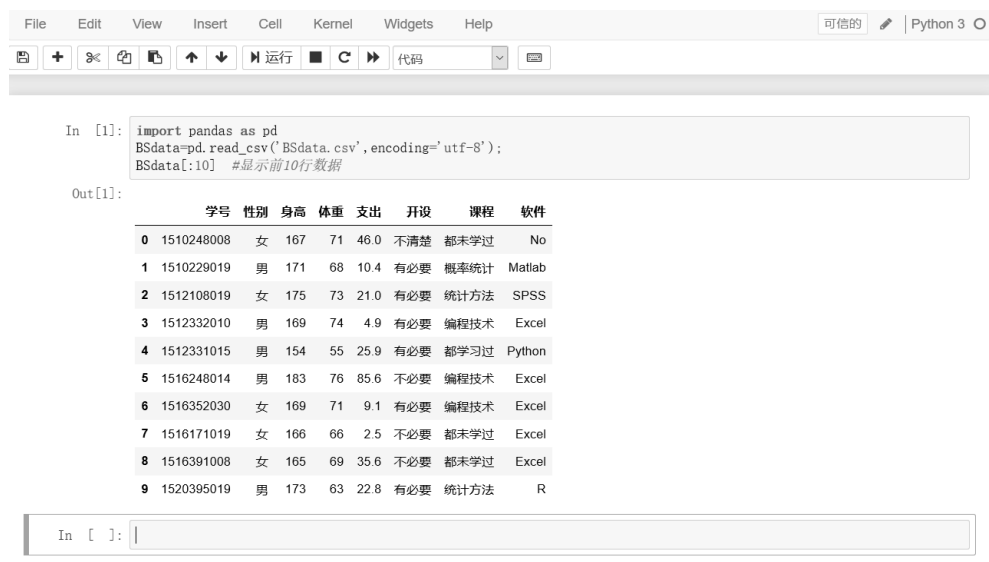 File Edit View Insert Cell Kernel Widgets Help 可信的 Python 3
运行 代码
In [1]: import pandas as pd
BSdata=pd.read_csv('BSdata.csv',encoding='utf-8');
BSdata[:10] #显示前10行数据
Out[1]:
学号 性别 身高 体重 支出 开设 课程 软件
0 1510248008 女 167 71 46.0 不清楚 都未学过 No
1 1510229019 男 171 68 10.4 有必要 概率统计 Matlab
2 1512108019 女 175 73 21.0 有必要 统计方法 SPSS
3 1512332010 男 169 74 4.9 有必要 编程技术 Excel
4 1512331015 男 154 55 25.9 有必要 都学习过 Python
5 1516248014 男 183 76 85.6 不必要 编程技术 Excel
6 1516352030 女 169 71 9.1 有必要 编程技术 Excel
7 1516171019 女 166 66 2.5 不必要 都未学过 Excel
8 1516391008 女 165 69 35.6 不必要 都未学过 Excel
9 1520395019 男 173 63 22.8 有必要 统计方法 R
In [ ]: